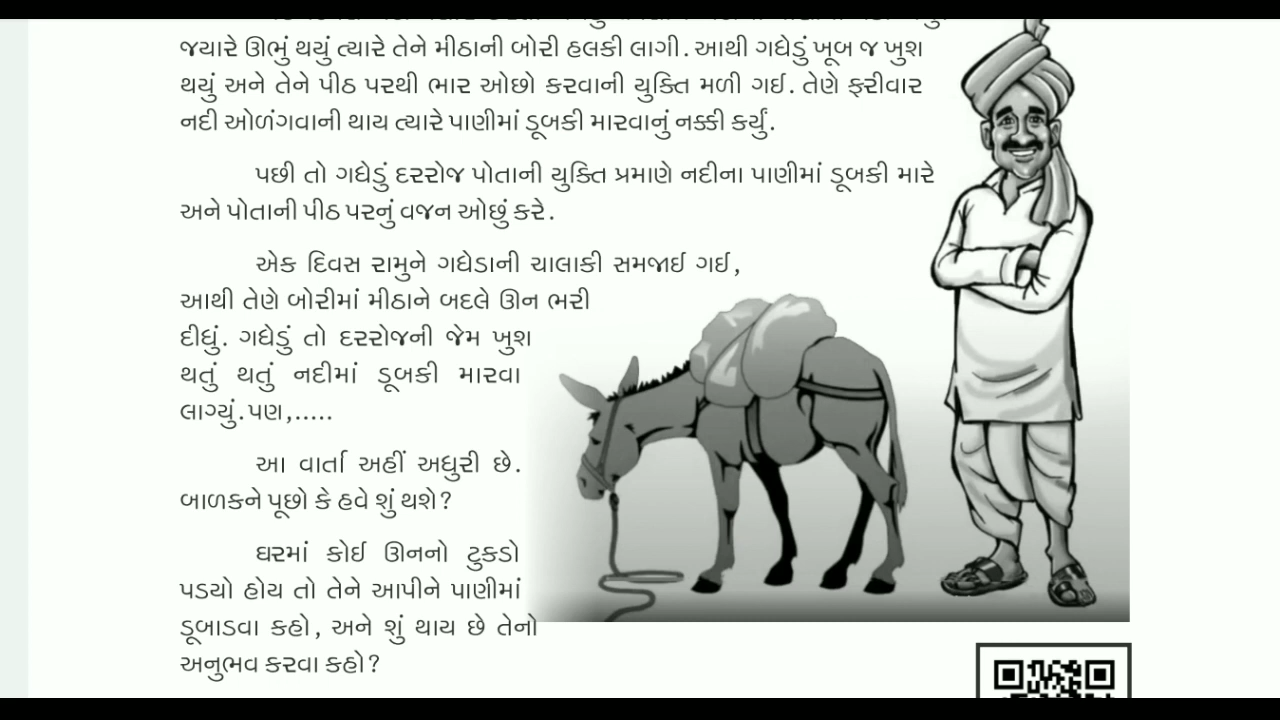 જયારે ઊભું થયું ત્યારે તેને મીઠાની બોરી હલકી લાગી. આથી ગધેડું ખૂબ જ ખુશ
થયું અને તેને પીઠ પરથી ભાર ઓછો કરવાની યુક્તિ મળી ગઈ. તેણે ફરીવાર
નદી ઓળંગવાની થાય ત્યારે પાણીમાં ડૂબકી મારવાનું નક્કી કર્યું.
પછી તો ગધેડું દરરોજ પોતાની યુક્તિ પ્રમાણે નદીના પાણીમાં ડૂબકી મારે
અને પોતાની પીઠ પરનું વજન ઓછું કરે.
એક દિવસ રામુને ગધેડાની ચાલાકી સમજાઈ ગઈ,
આથી તેણે બોરીમાં મીઠાને બદલે ઊન ભરી
દીધું. ગધેડું તો દરરોજની જેમ ખુશ
થતું થતું નદીમાં ડૂબકી મારવા
લાગ્યું.પણ,.....
આ વાર્તા અહીં અધુરી છે.
બાળકને પૂછો કે હવે શું થશે?
ઘરમાં કોઈ ઊનનો ટુકડો
પડયો હોય તો તેને આપીને પાણીમાં
ડૂબાડવા કહો, અને શું થાય છે તેનો
અનુભવ કરવા કહો?